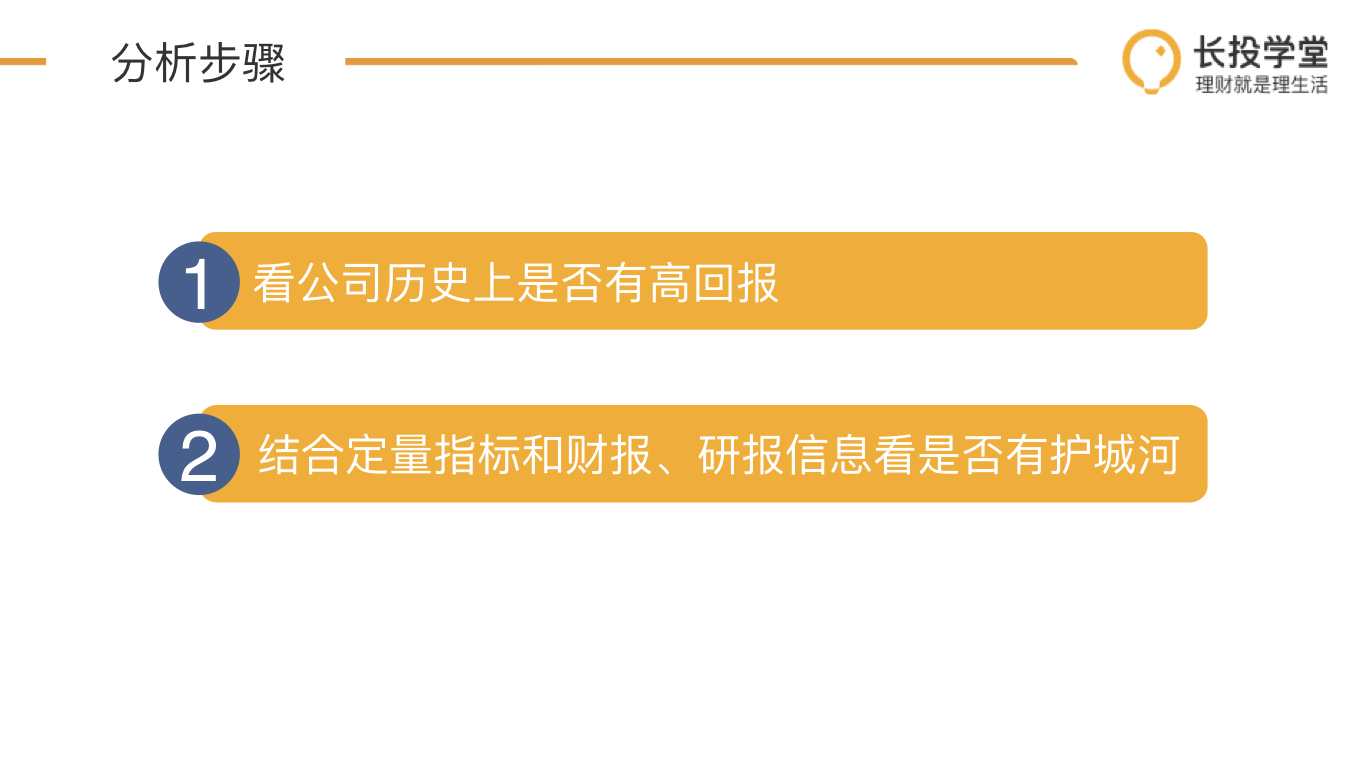 分析步骤
长投学堂
理财就是理生活
1 看公司历史上是否有高回报
2 结合定量指标和财报、研报信息看是否有护城河